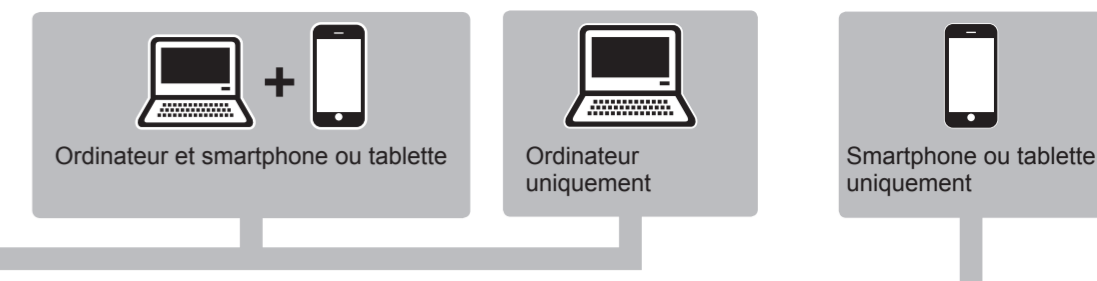 Ordinateur et smartphone ou tablette
Ordinateur
uniquement
Smartphone ou tablette
uniquement